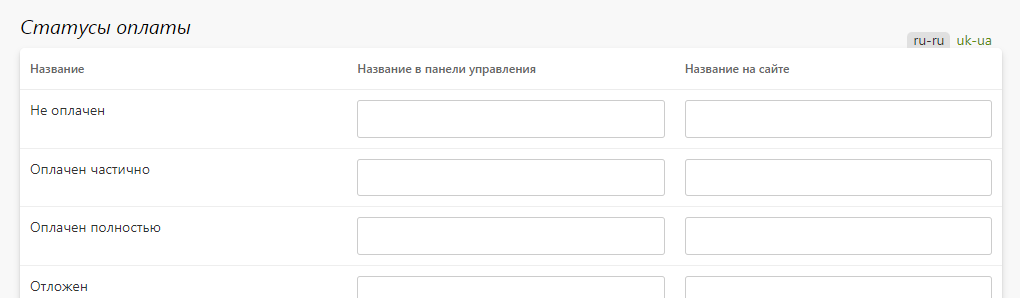 Статусы оплаты
ru-ru uk-ua
Название Название в панели управления Название на сайте
Не оплачен
Оплачен частично
Оплачен полностью
Отложен